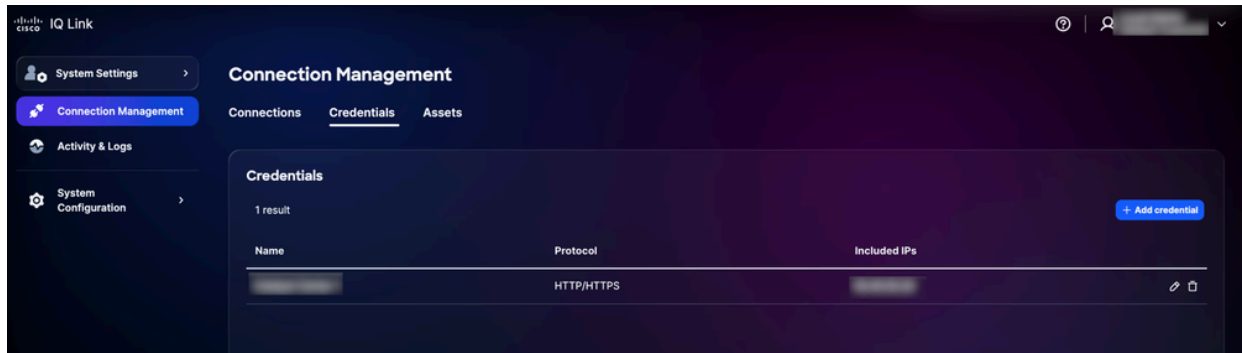 cisco IQ Link
System Settings
Connection Management
Connection Management
Activity & Logs
Connections Credentials Assets
Credentials
System
Configuration
1 result
+ Add credential
Name Protocol Included IPs
HTTP/HTTPS